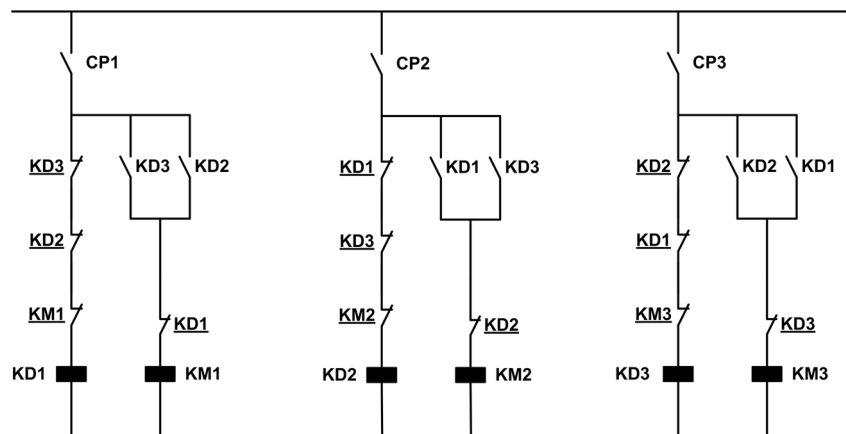 CP1 CP2 CP3
KD3 KD3 KD2 KD1 KD1 KD3 KD2 KD2 KD1
KD2 KD3 KD1
KM1 KD1 KM2 KD2 KM3 KD3
KD1 KM1 KD2 KM2 KD3 KM3